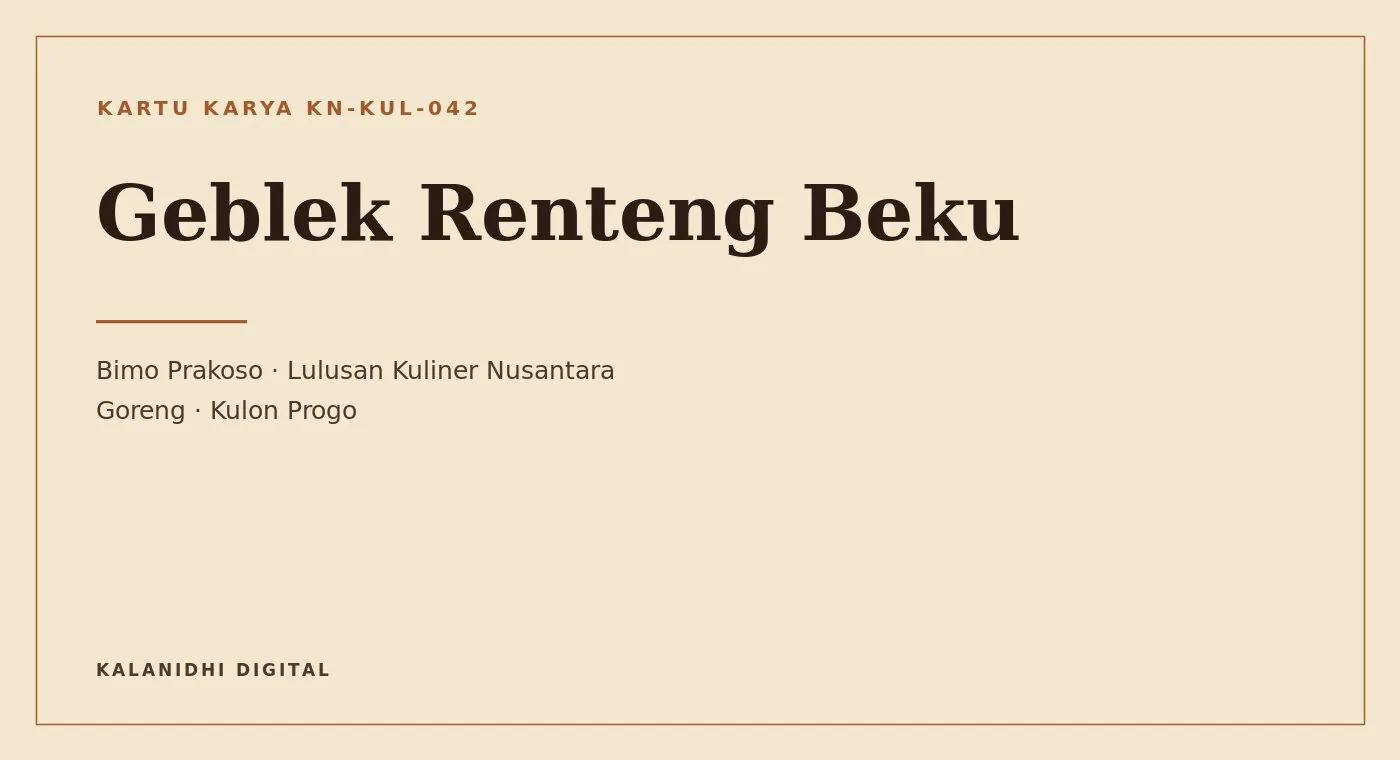 KARTU KARYA KN-KUL-042
Geblek Renteng Beku
Bimo Prakoso · Lulusan Kuliner Nusantara
Goreng · Kulon Progo
KALANIDHI DIGITAL